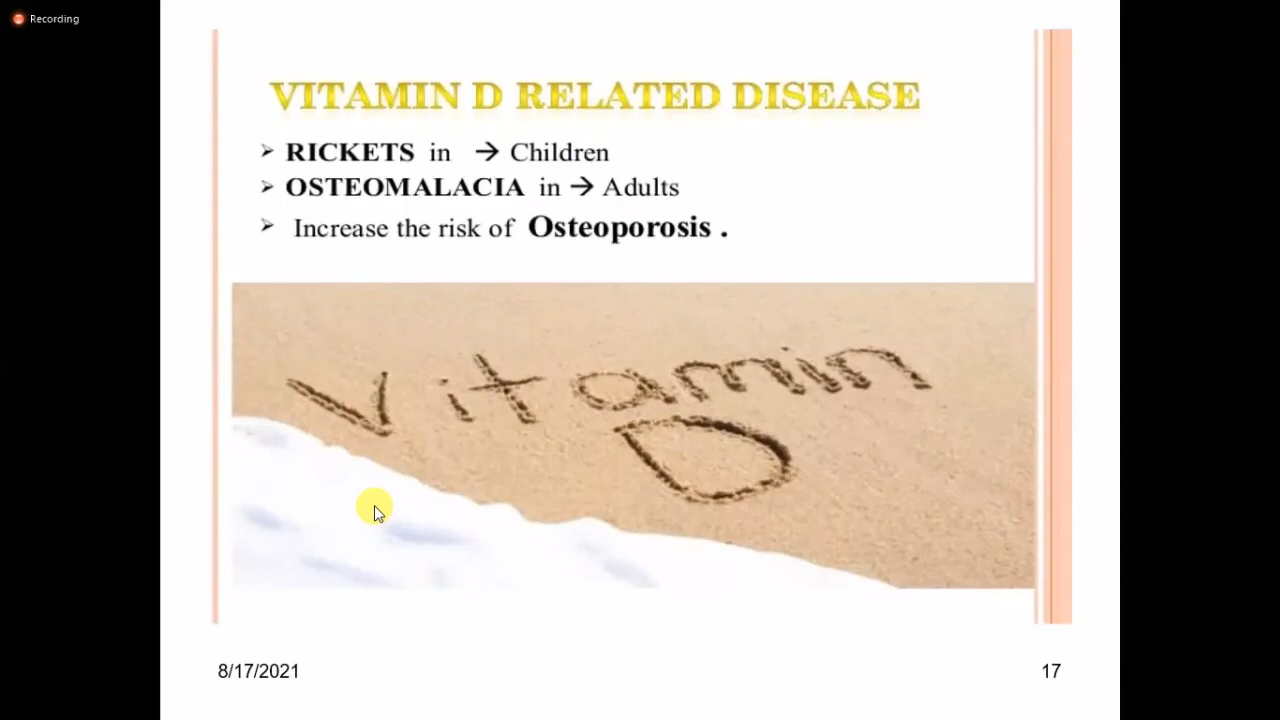 Recording
VITAMIN D RELATED DISEASE
➢ RICKETS in → Children
➢ OSTEOMALACIA in → Adults
➢ Increase the risk of Osteoporosis .
Vitamin
D
8/17/2021
17